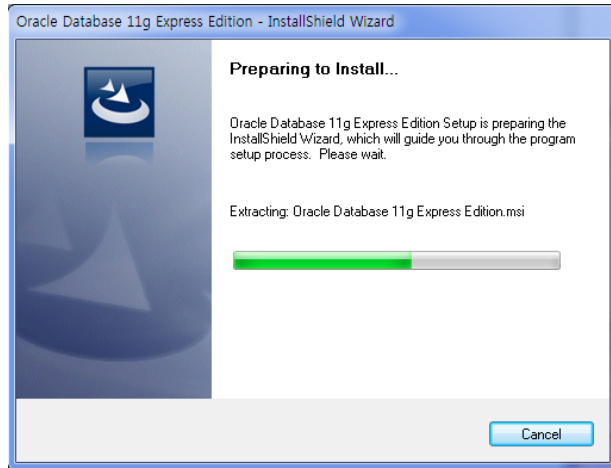 Oracle Database 11g Express Edition - InstallShield Wizard
Preparing to Install...
Oracle Database 11g Express Edition Setup is preparing the
InstallShield Wizard, which will guide you through the program
setup process. Please wait.
Extracting: Oracle Database 11g Express Edition.msi
Cancel